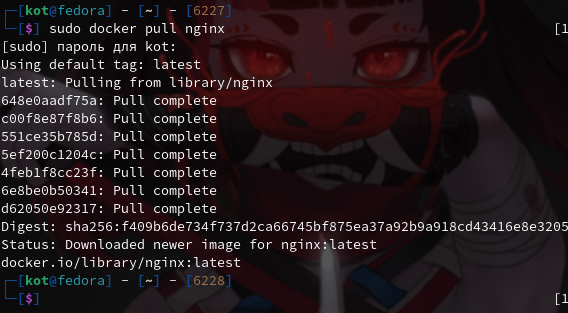 ┌─[kot@fedora] - [~] - [6227]
└─[$] sudo docker pull nginx [1
[sudo] пароль для kot:
Using default tag: latest
latest: Pulling from library/nginx
648e0aadf75a: Pull complete
c00f8e87f8b6: Pull complete
551ce35b785d: Pull complete
5ef200c1204c: Pull complete
4feb1f8cc23f: Pull complete
6e8be0b50341: Pull complete
d62050e92317: Pull complete
Digest: sha256:f409b6de734f737d2ca66745bf875ea37a92b9a918cd43416e8e3205
Status: Downloaded newer image for nginx:latest
docker.io/library/nginx:latest
┌─[kot@fedora] - [~] - [6228]
└─[$] [1